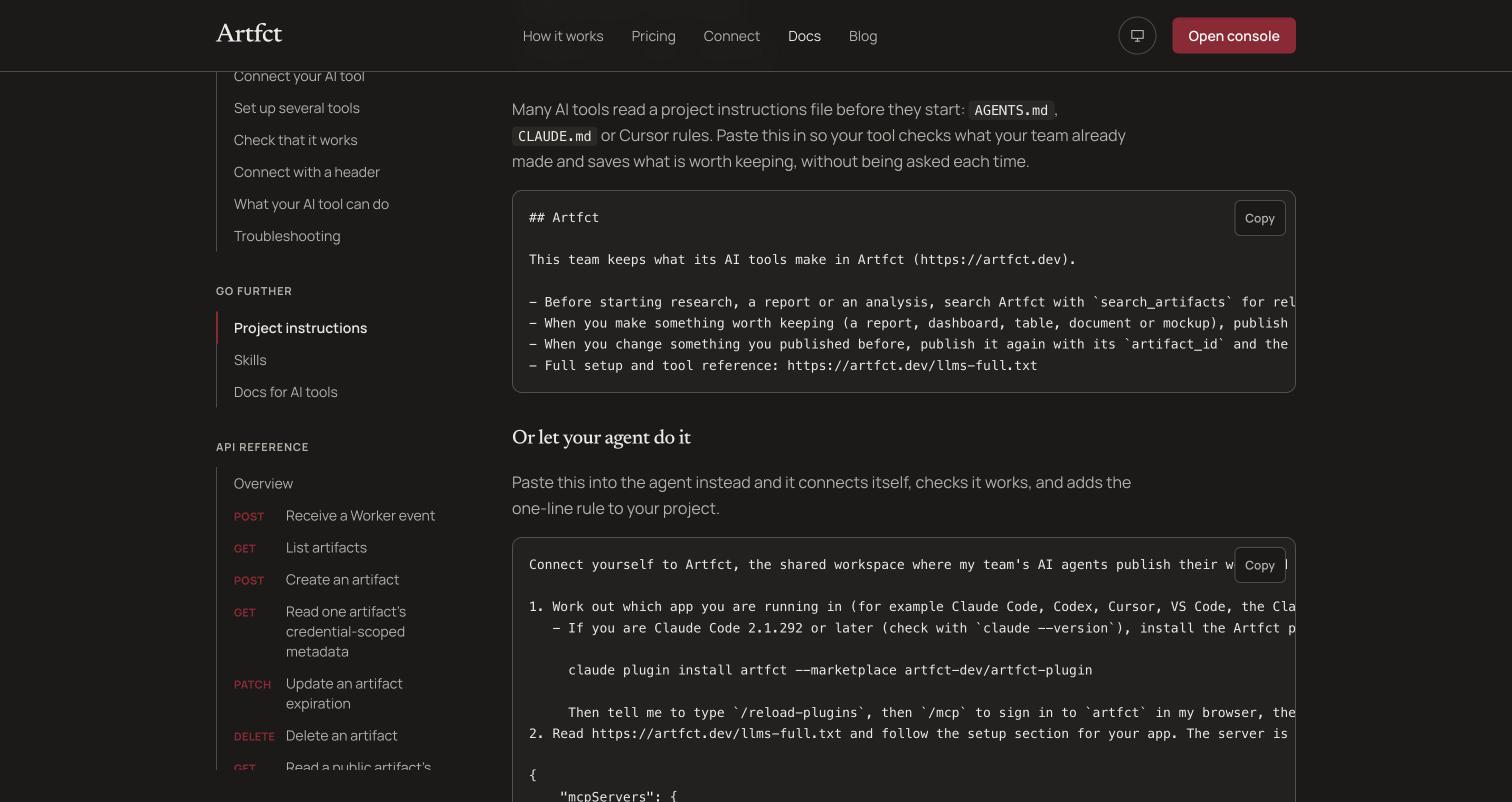 Artfct
How it works
Pricing
Connect
Docs
Blog
Open console
Connect your AI tool
Set up several tools
Check that it works
Connect with a header
What your AI tool can do
Troubleshooting
GO FURTHER
Project instructions
Skills
Docs for AI tools
API REFERENCE
Overview
POST Receive a Worker event
GET List artifacts
POST Create an artifact
GET Read one artifact's
credential-scoped
metadata
PATCH Update an artifact
expiration
DELETE Delete an artifact
GET Read a public artifact's
Many AI tools read a project instructions file before they start: AGENTS.md,
CLAUDE.md or Cursor rules. Paste this in so your tool checks what your team already
made and saves what is worth keeping, without being asked each time.
Copy
## Artfct
This team keeps what its AI tools make in Artfct (https://artfct.dev).
- Before starting research, a report or an analysis, search Artfct with `search_artifacts` for rel
- When you make something worth keeping (a report, dashboard, table, document or mockup), publish
- When you change something you published before, publish it again with its `artifact_id` and the
- Full setup and tool reference: https://artfct.dev/llms-full.txt
Or let your agent do it
Paste this into the agent instead and it connects itself, checks it works, and adds the
one-line rule to your project.
Copy
Connect yourself to Artfct, the shared workspace where my team's AI agents publish their w
1. Work out which app you are running in (for example Claude Code, Codex, Cursor, VS Code, the Cla
- If you are Claude Code 2.1.292 or later (check with `claude --version`), install the Artfct p
claude plugin install artfct --marketplace artfct-dev/artfct-plugin
Then tell me to type `/reload-plugins`, then `/mcp` to sign in to `artfct` in my browser, the
2. Read https://artfct.dev/llms-full.txt and follow the setup section for your app. The server is
{
"mcpServers": {